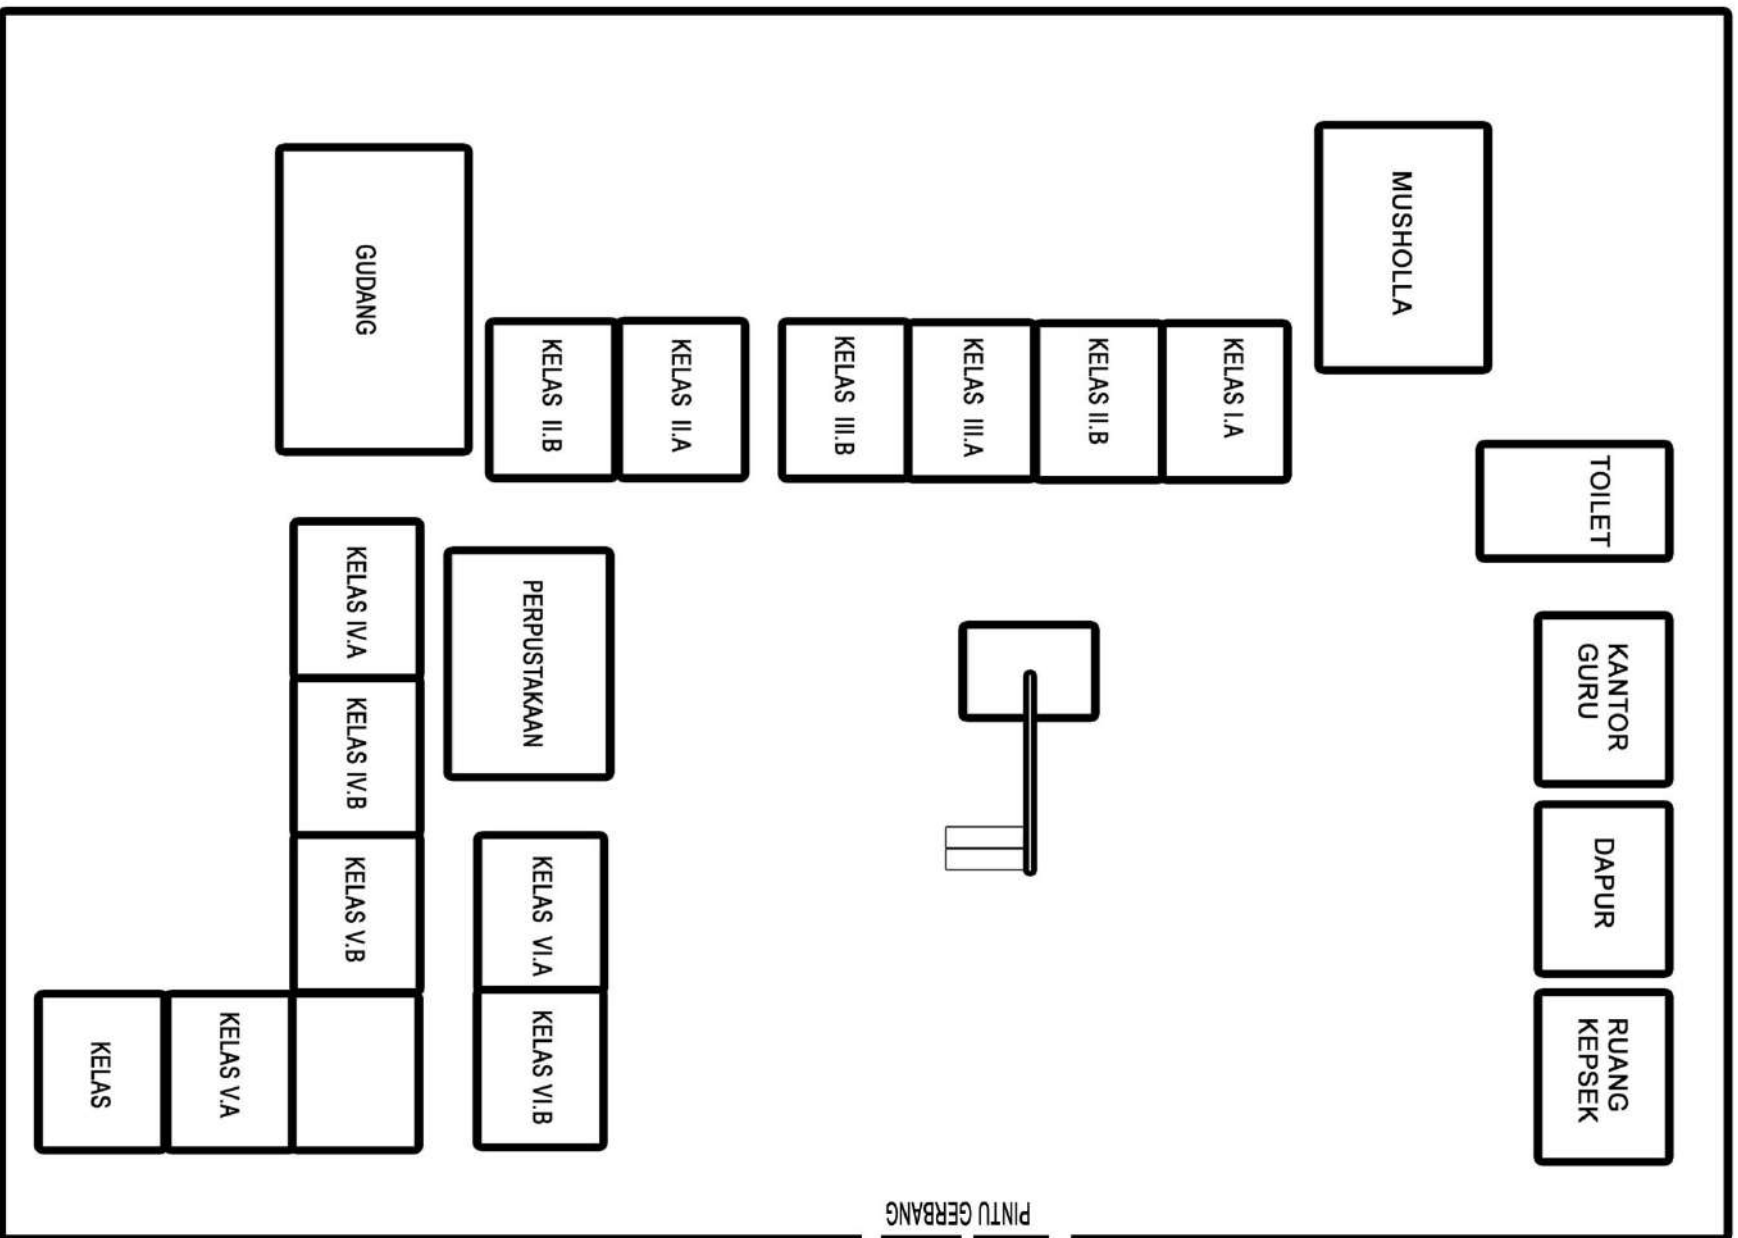 MUSHOLLA
GUDANG
KELAS II.B
KELAS II.A
KELAS III.B
KELAS III.A
KELAS II.B
KELAS I.A
TOILET
KELAS IV.A
PERPUSTAKAAN
KANTOR
GURU
KELAS IV.B
DAPUR
KELAS V.B
KELAS VI.A
KELAS
KELAS V.A
KELAS VI.B
RUANG
KEPSEK
PINTU GERBANG